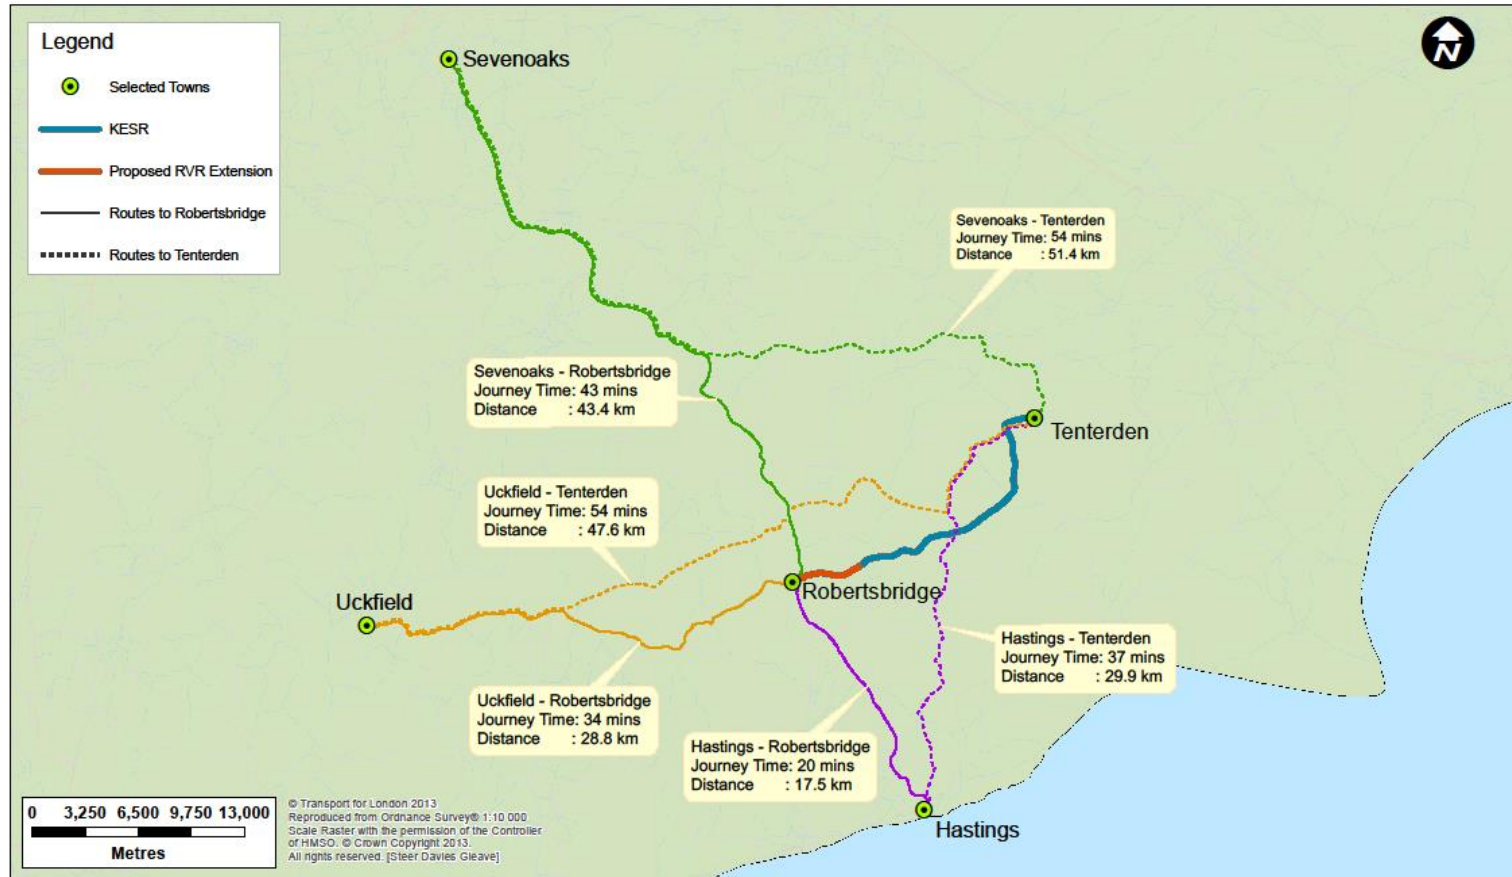 Legend
Selected Towns
KESR
Proposed RVR Extension
Routes to Robertsbridge
Routes to Tenterden
N
Sevenoaks
Sevenoaks - Tenterden
Journey Time: 54 mins
Distance : 51.4 km
Sevenoaks - Robertsbridge
Journey Time: 43 mins
Distance : 43.4 km
Tenterden
Uckfield - Tenterden
Journey Time: 54 mins
Distance : 47.6 km
Robertsbridge
Uckfield
Hastings - Tenterden
Journey Time: 37 mins
Distance : 29.9 km
Uckfield - Robertsbridge
Journey Time: 34 mins
Distance : 28.8 km
Hastings - Robertsbridge
Journey Time: 20 mins
Distance : 17.5 km
Hastings
0 3,250 6,500 9,750 13,000
Metres
© Transport for London 2013
Reproduced from Ordnance Survey® 1:10 000
Scale Raster with the permission of the Controller
of HMSO. © Crown Copyright 2013.
All rights reserved. [Steer Davies Gleave]